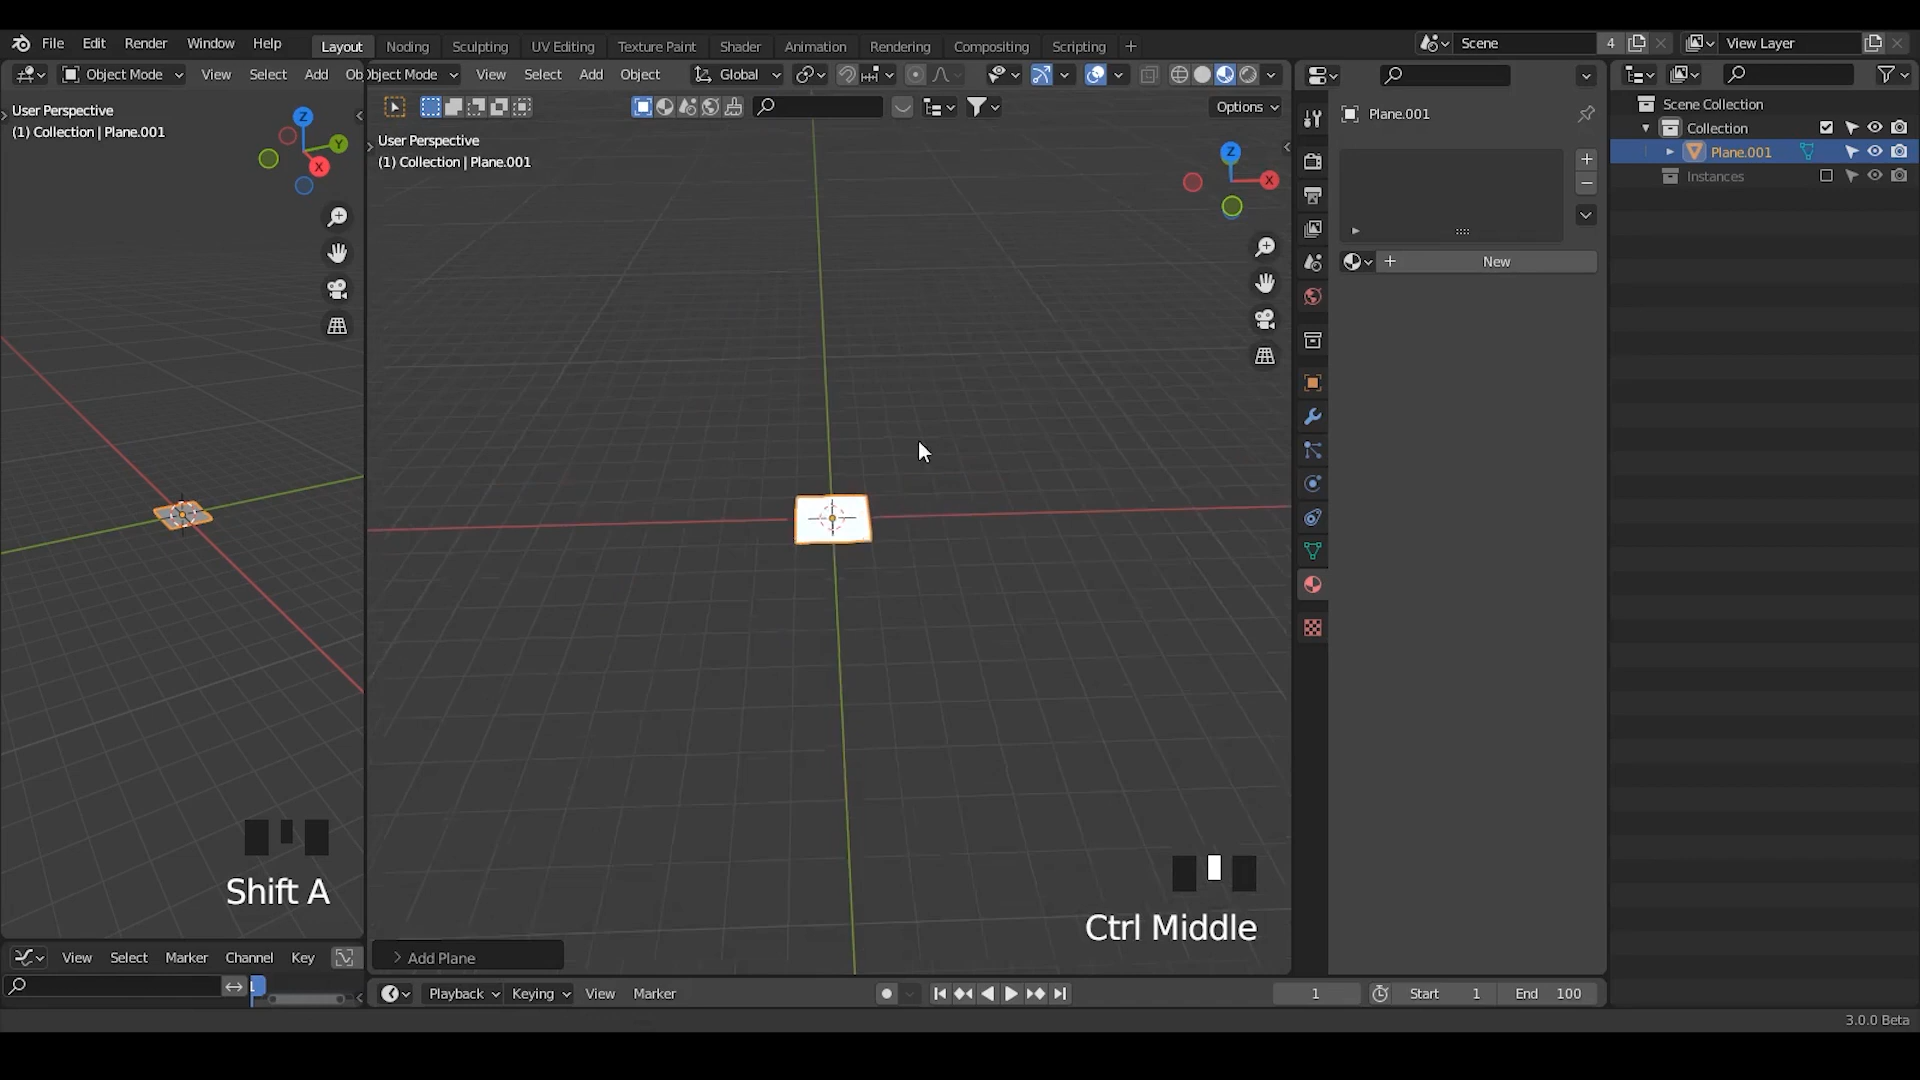 File Edit Render Window Help Layout Noding Sculpting UV Editing Texture Paint Shader Animation Rendering Compositing Scripting + Scene 4 View Layer
Object Mode View Select Add Ob
Object Mode View Select Add Object Global
Options
User Perspective
(1) Collection | Plane.001
Z
Y
X
User Perspective
(1) Collection | Plane.001
Z
X
Plane.001
New
Scene Collection
Collection
Plane.001
Instances
Shift A
Ctrl Middle
Add Plane
View Select Marker Channel Key
1
Playback Keying View Marker
1 Start 1 End 100
3.0.0 Beta